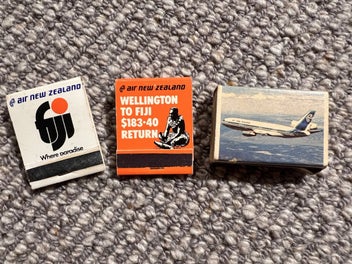 air new zealand
fiji
Where paradise
air new zealand
WELLINGTON
TO FIJI
$183·40
RETURN